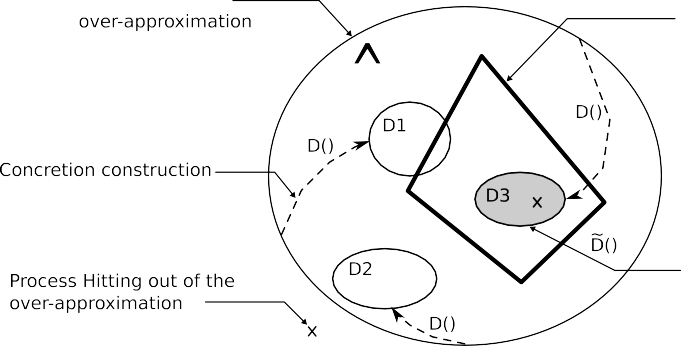 over-approximation
^
D1
D()
D()
Concretion construction
D3
x
D̃()
D2
Process Hitting out of the
over-approximation
D()
x